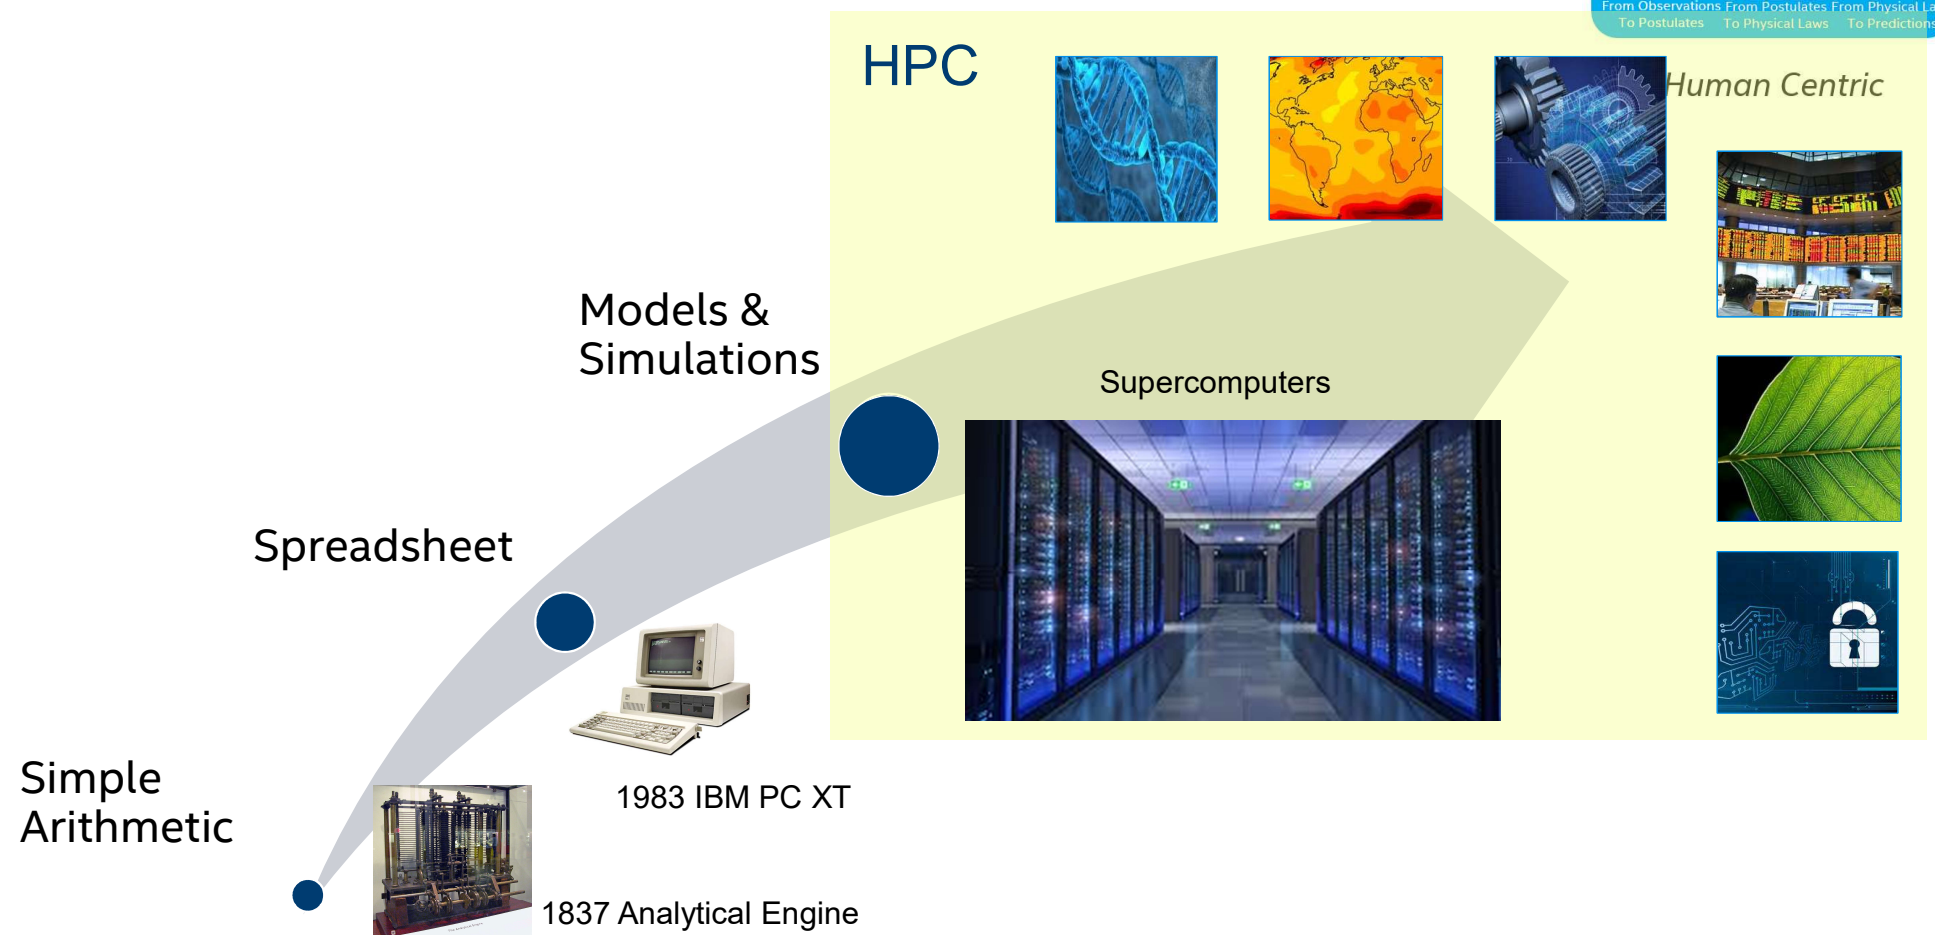 From Observations From Postulates From Physical
To Postulates To Physical Laws To Predictions
HPC
Human Centric
Models &
Simulations
Supercomputers
Spreadsheet
Simple
Arithmetic
1983 IBM PC XT
1837 Analytical Engine